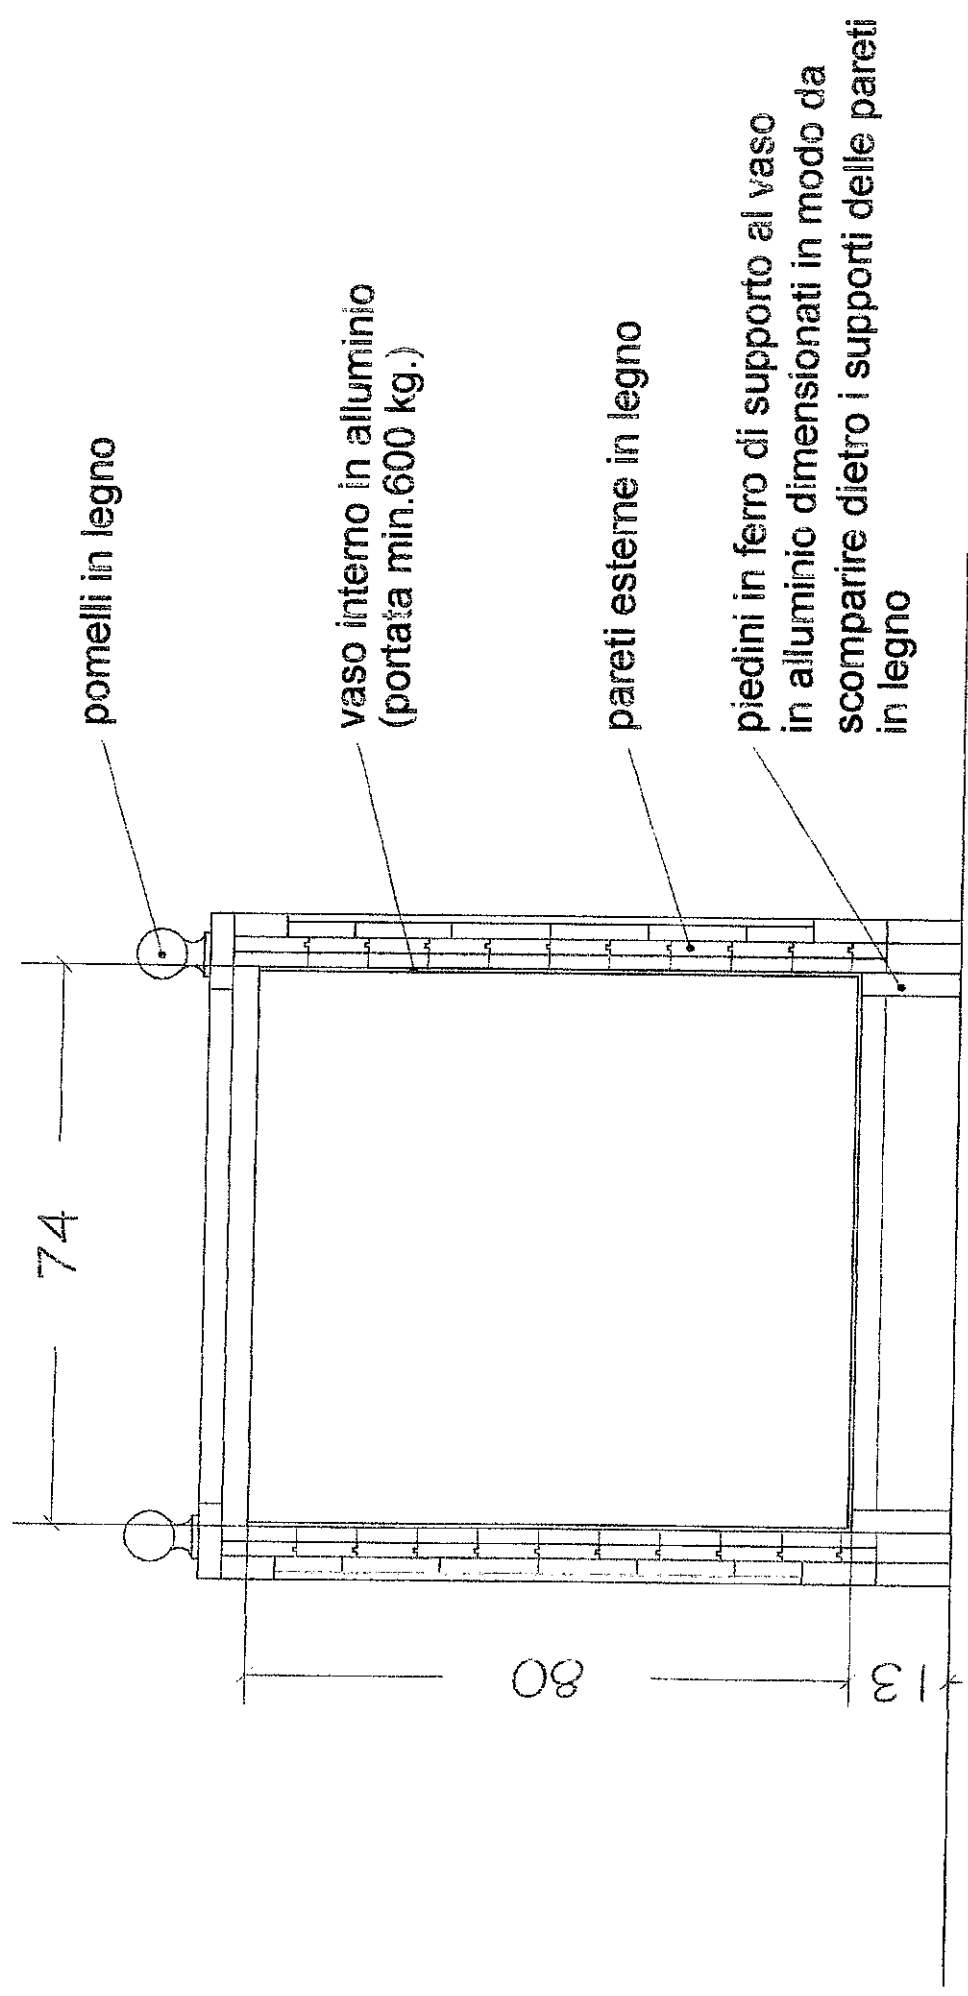 74
pomelli in legno
vaso interno in alluminio
(portata min.600 kg.)
pareti esterne in legno
80
piedini in ferro di supporto al vaso
in alluminio dimensionati in modo da
scomparire dietro i supporti delle pareti
in legno
13